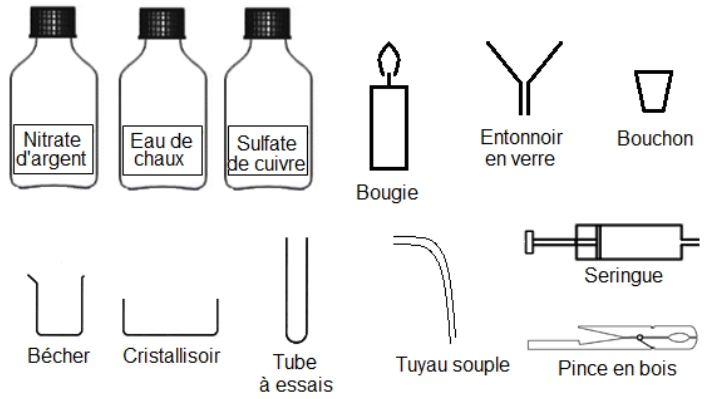 Nitrate
d'argent
Eau de
chaux
Sulfate
de cuivre
Bougie
Entonnoir
en verre
Bouchon
Seringue
Bécher
Cristallisoir
Tube
à essais
Tuyau souple
Pince en bois